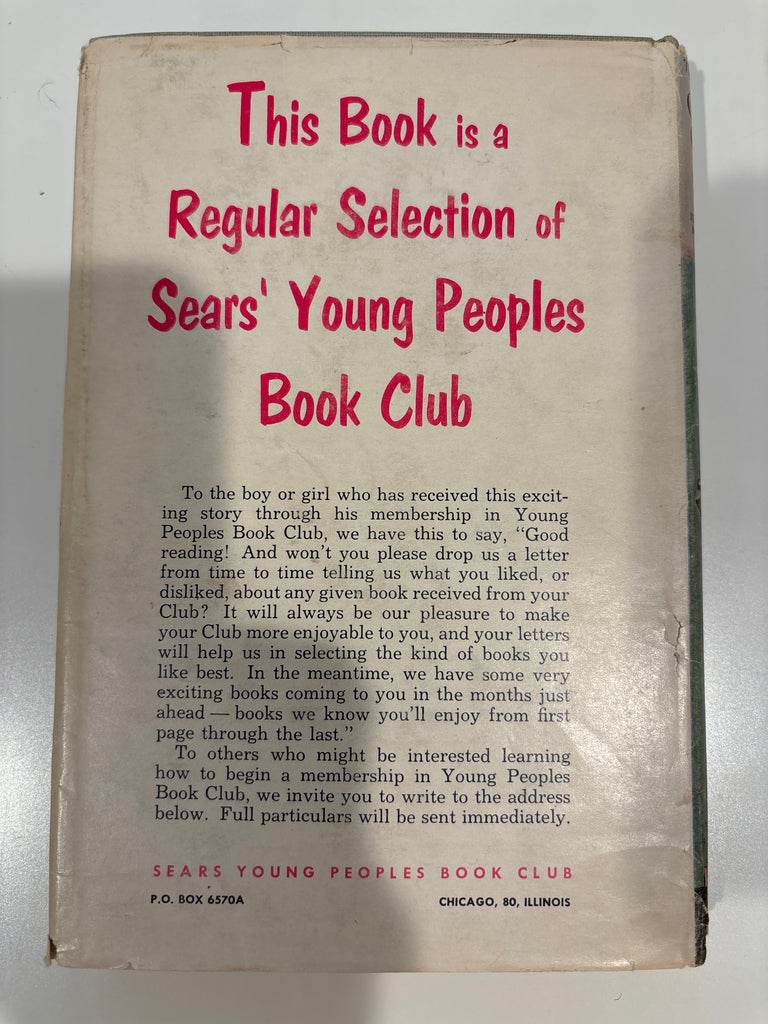 This Book is a
Regular Selection of
Sears' Young Peoples
Book Club
To the boy or girl who has received this excit-
ing story through his membership in Young
Peoples Book Club, we have this to say, “Good
reading! And won’t you please drop us a letter
from time to time telling us what you liked, or
disliked, about any given book received from your
Club? It will always be our pleasure to make
your Club more enjoyable to you, and your letters
will help us in selecting the kind of books you
like best. In the meantime, we have some very
exciting books coming to you in the months just
ahead — books we know you’ll enjoy from first
page through the last.”
To others who might be interested learning
how to begin a membership in Young Peoples
Book Club, we invite you to write to the address
below. Full particulars will be sent immediately.
SEARS YOUNG PEOPLES BOOK CLUB
P.O. BOX 6570A CHICAGO, 80, ILLINOIS